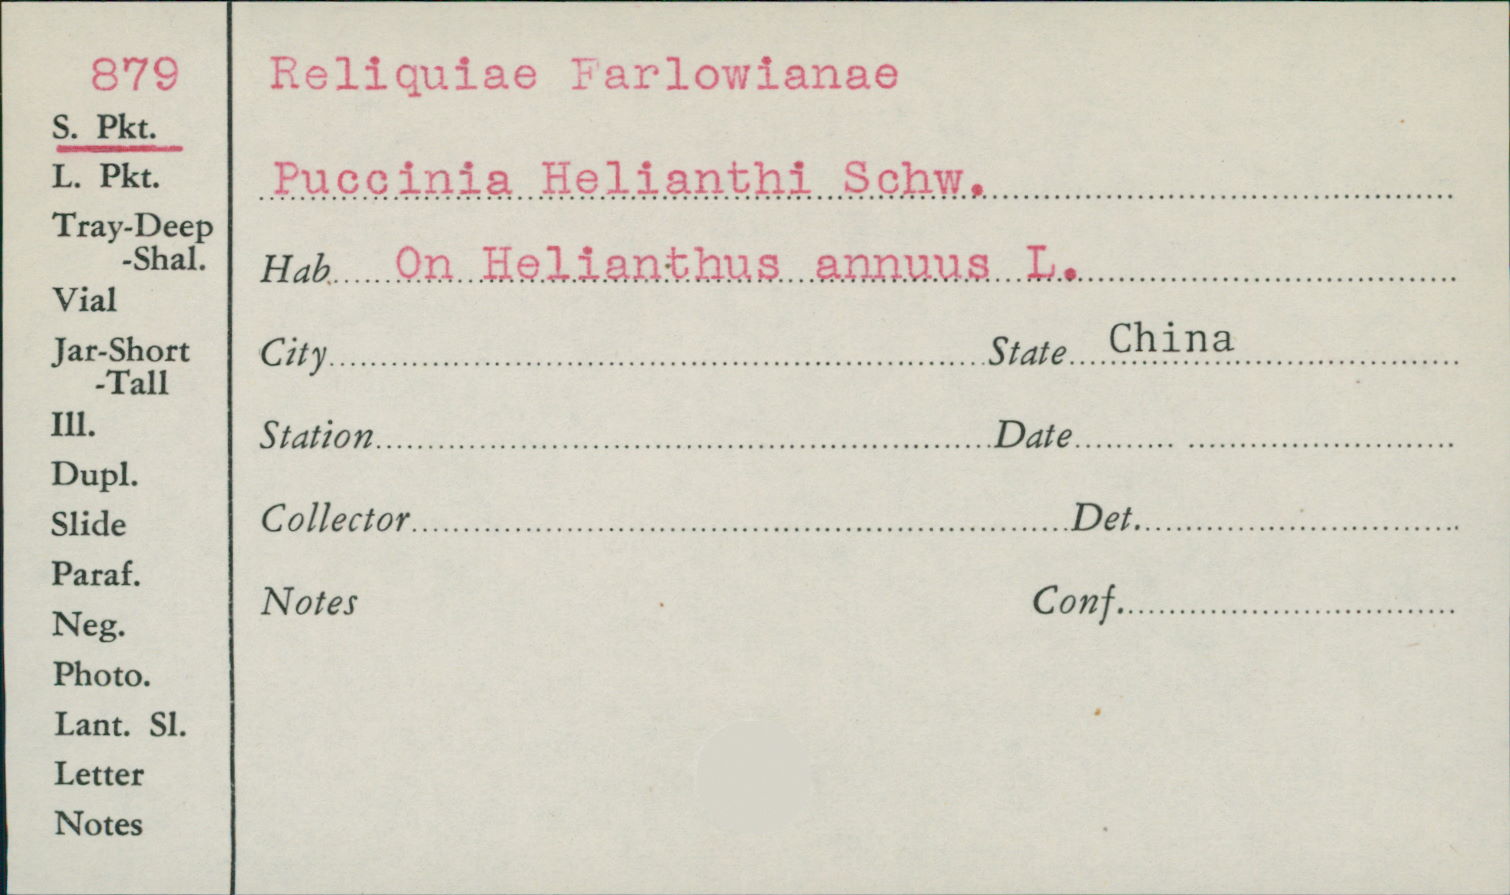 879
S. Pkt.
L. Pkt.
Tray-Deep
-Shal.
Vial
Jar-Short
-Tall
Ill.
Dupl.
Slide
Paraf.
Neg.
Photo.
Lant. Sl.
Letter
Notes
Reliquiae Farlowianae
Puccinia Helianthi Schw.
Hab. On Helianthus annuus L.
City State China
Station Date
Collector Det.
Notes Conf.